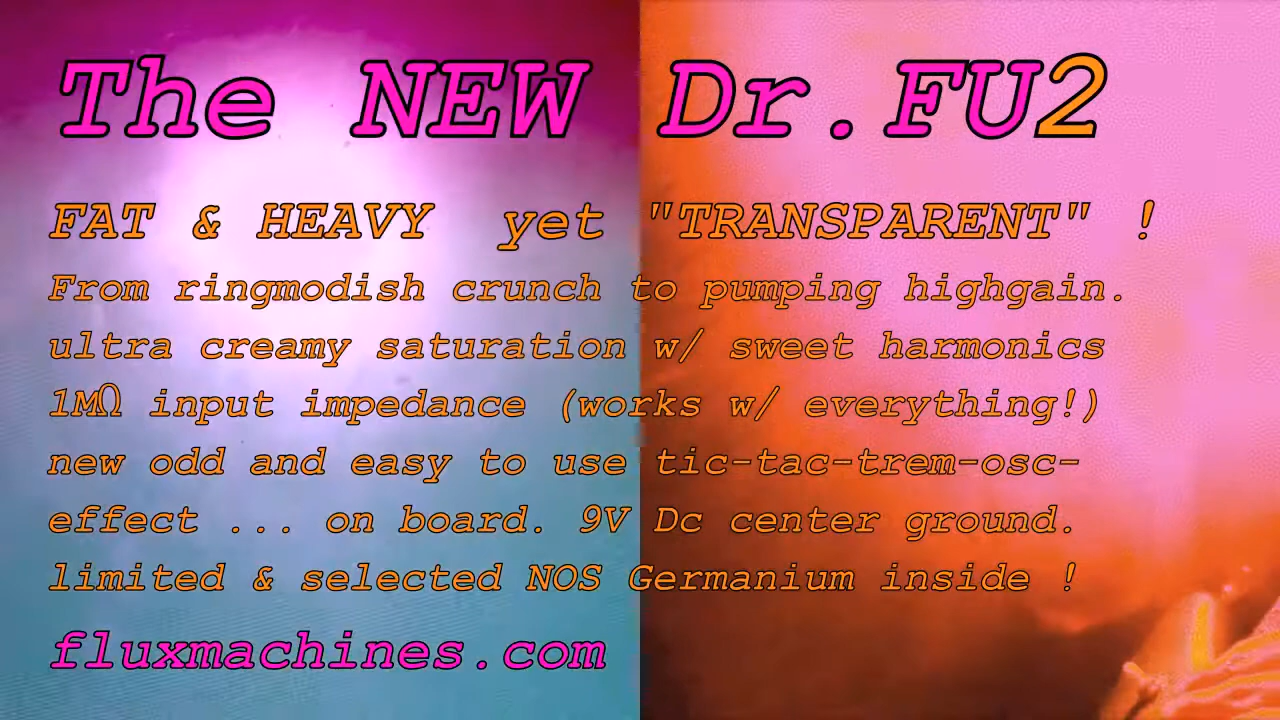 The NEW Dr.FU2
FAT & HEAVY yet "TRANSPARENT" !
From ringmodish crunch to pumping highgain.
ultra creamy saturation w/ sweet harmonics
1MΩ input impedance (works w/ everything!)
new odd and easy to use tic-tac-trem-osc-
effect ... on board. 9V Dc center ground.
limited & selected NOS Germanium inside !
fluxmachines.com